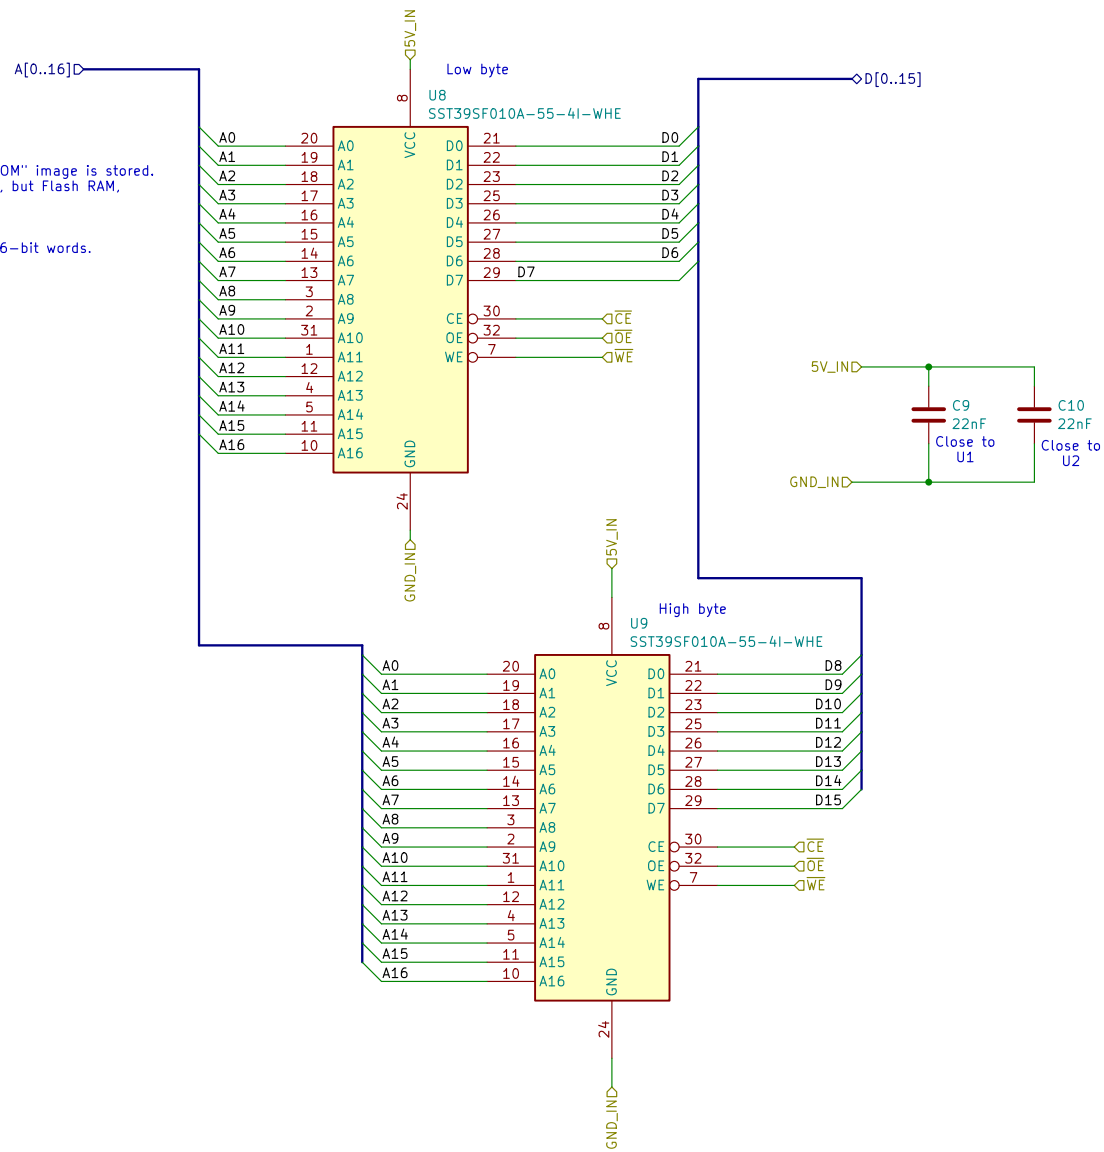 5V_IN
A[0..16]
Low byte
D[0..15]
8
U8
SST39SF010A-55-4I-WHE
VCC
A0 20 A0 D0 21 D0
A1 19 A1 D1 22 D1
A2 18 A2 D2 23 D2
A3 17 A3 D3 25 D3
A4 16 A4 D4 26 D4
A5 15 A5 D5 27 D5
A6 14 A6 D6 28 D6
A7 13 A7 D7 29 D7
A8 3 A8
A9 2 A9 CE 30 CE
A10 31 A10 OE 32 OE
A11 1 A11 WE 7 WE
A12 12 A12
A13 4 A13
A14 5 A14
A15 11 A15
A16 10 A16
GND
24
GND_IN
OM" image is stored.
, but Flash RAM,
6-bit words.
5V_IN
C9
22nF
Close to
U1
C10
22nF
Close to
U2
GND_IN
5V_IN
High byte
8
U9
SST39SF010A-55-4I-WHE
VCC
A0 20 A0 D0 21 D8
A1 19 A1 D1 22 D9
A2 18 A2 D2 23 D10
A3 17 A3 D3 25 D11
A4 16 A4 D4 26 D12
A5 15 A5 D5 27 D13
A6 14 A6 D6 28 D14
A7 13 A7 D7 29 D15
A8 3 A8
A9 2 A9 CE 30 CE
A10 31 A10 OE 32 OE
A11 1 A11 WE 7 WE
A12 12 A12
A13 4 A13
A14 5 A14
A15 11 A15
A16 10 A16
GND
24
GND_IN